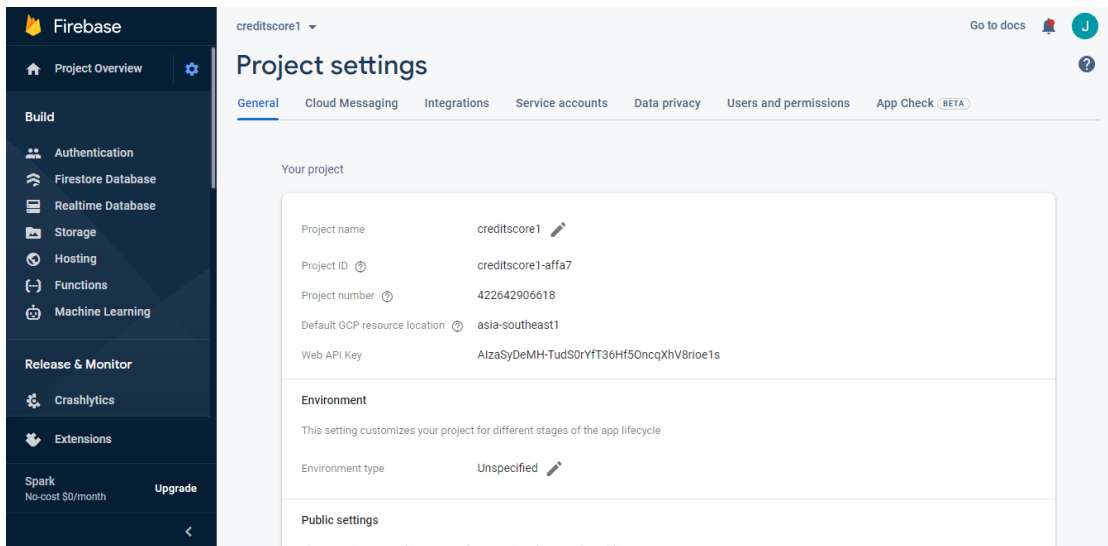 Firebase
Project Overview
Build
Authentication
Firestore Database
Realtime Database
Storage
Hosting
Functions
Machine Learning
Release & Monitor
Crashlytics
Extensions
Spark
No-cost $0/month
Upgrade
creditscore1
Go to docs
J
Project settings
General Cloud Messaging Integrations Service accounts Data privacy Users and permissions App Check BETA
Your project
Project name creditscore1
Project ID creditscore1-affa7
Project number 422642906618
Default GCP resource location asia-southeast1
Web API Key AIzaSyDeMH-TudS0rYfT36Hf5OncqXhV8rioe1s
Environment
This setting customizes your project for different stages of the app lifecycle
Environment type Unspecified
Public settings